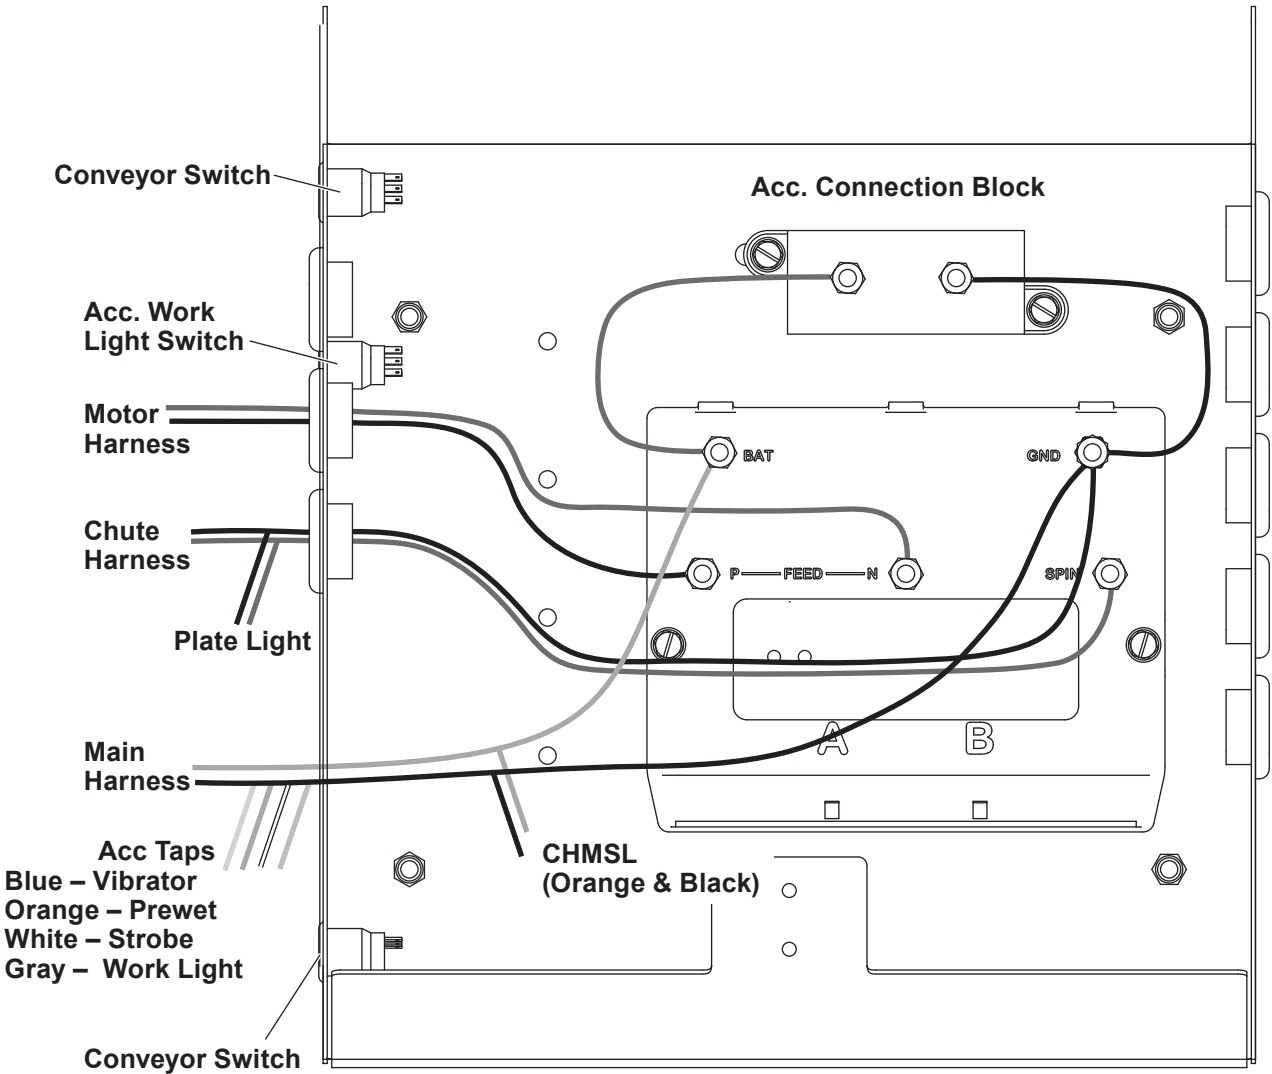 Conveyor Switch
Acc. Connection Block
Acc. Work
Light Switch
Motor
Harness
BAT
GND
Chute
Harness
P
FEED
N
SPIN
Plate Light
Main
Harness
A
B
Acc Taps
Blue – Vibrator
Orange – Prewet
White – Strobe
Gray – Work Light
CHMSL
(Orange & Black)
Conveyor Switch